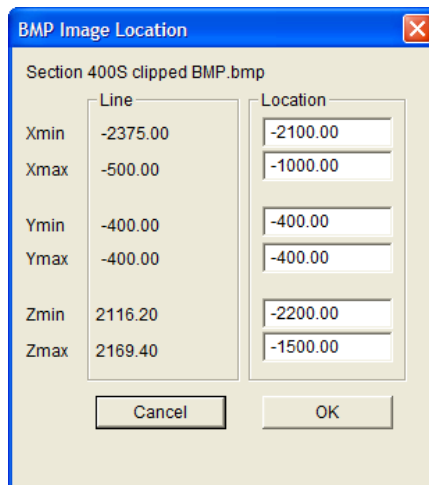 BMP Image Location
Section 400S clipped BMP.bmp
Line Location
Xmin -2375.00 -2100.00
Xmax -500.00 -1000.00
Ymin -400.00 -400.00
Ymax -400.00 -400.00
Zmin 2116.20 -2200.00
Zmax 2169.40 -1500.00
Cancel OK